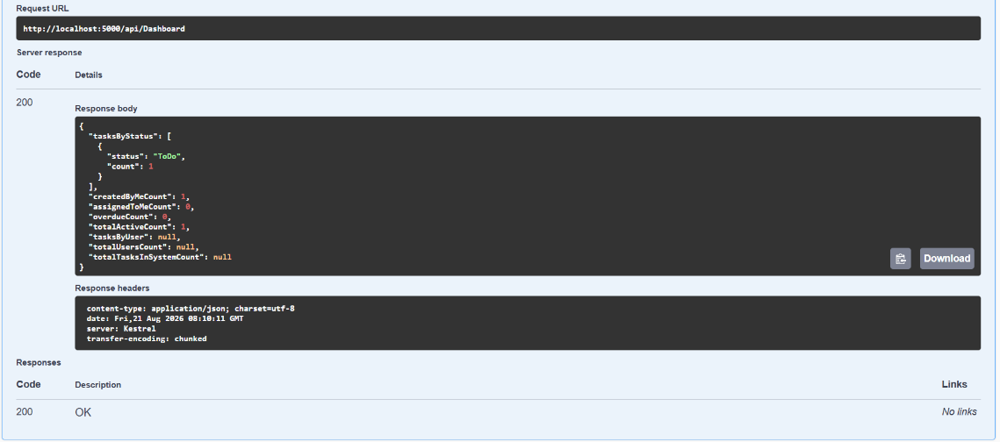 Request URL
http://localhost:5000/api/Dashboard
Server response
Code Details
200
Response body
{
  "tasksByStatus": [
    {
      "status": "ToDo",
      "count": 1
    }
  ],
  "createdByMeCount": 1,
  "assignedToMeCount": 0,
  "overdueCount": 0,
  "totalActiveCount": 1,
  "tasksByUser": null,
  "totalUsersCount": null,
  "totalTasksInSystemCount": null
}
Download
Response headers
content-type: application/json; charset=utf-8
date: Fri,21 Aug 2026 08:10:11 GMT
server: Kestrel
transfer-encoding: chunked
Responses
Code Description Links
200 OK No links